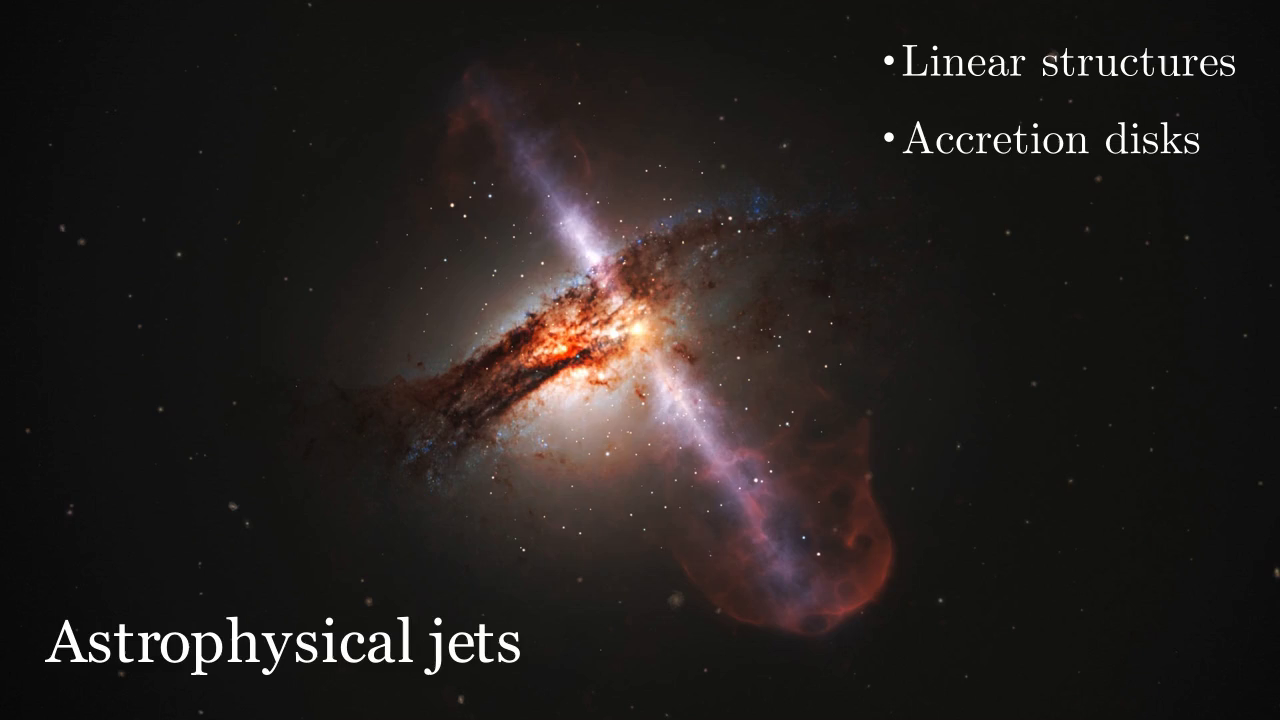 • Linear structures
• Accretion disks
Astrophysical jets